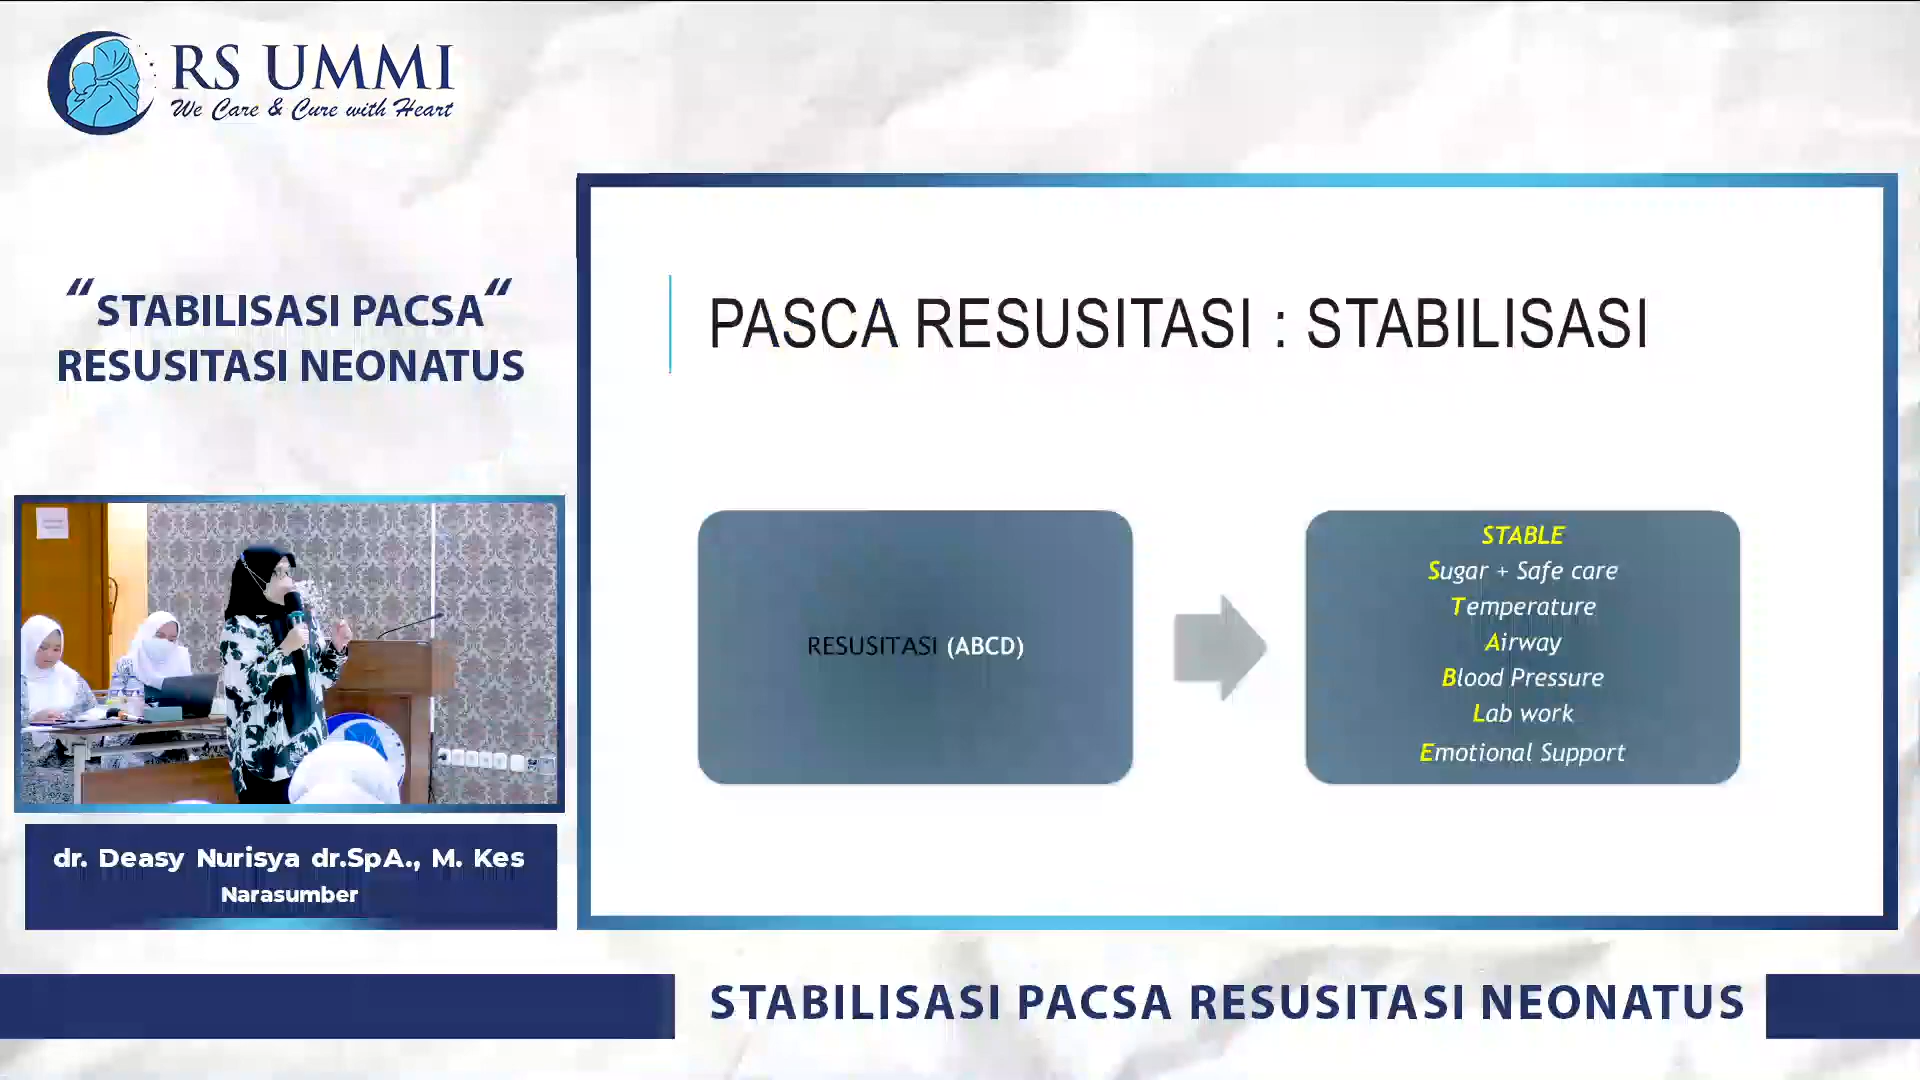 RS UMMI
We Care & Cure with Heart
“STABILISASI PACSA“
RESUSITASI NEONATUS
PASCA RESUSITASI : STABILISASI
RESUSITASI (ABCD)
STABLE
Sugar + Safe care
Temperature
Airway
Blood Pressure
Lab work
Emotional Support
dr. Deasy Nurisya dr.SpA., M. Kes
Narasumber
STABILISASI PACSA RESUSITASI NEONATUS